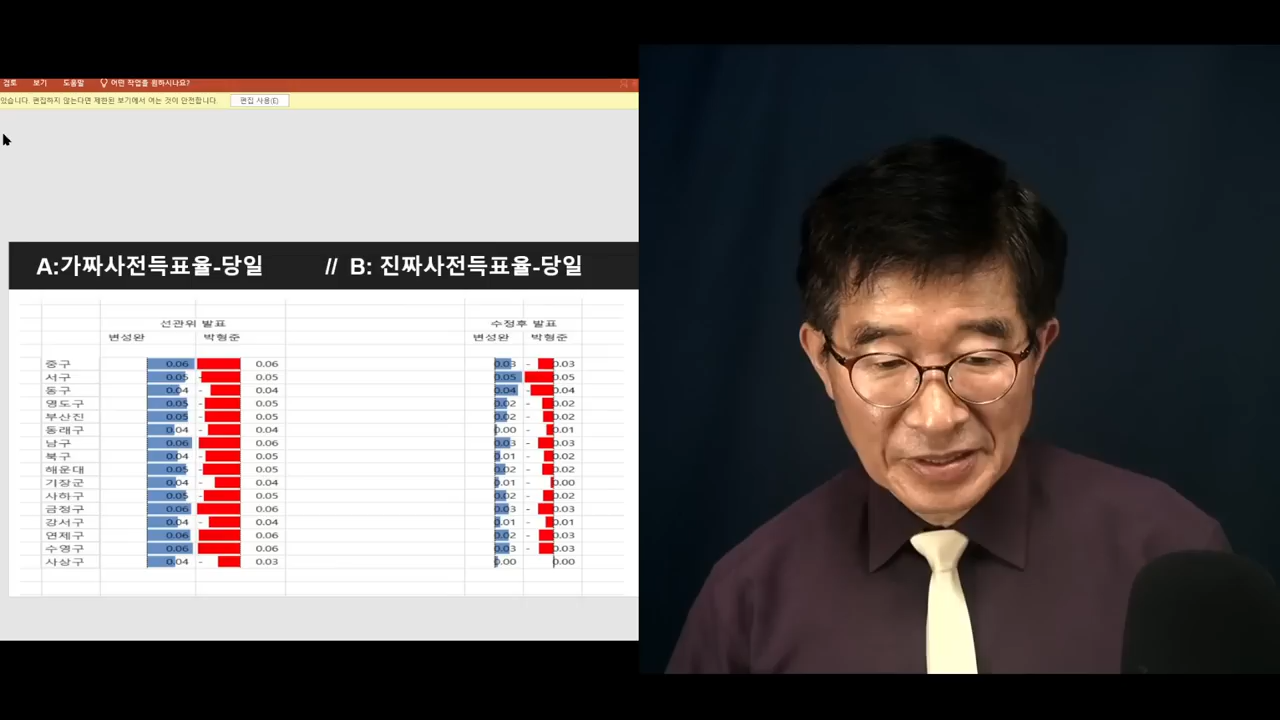 검토 보기 도움말 어떤 작업을 원하시나요?
있습니다. 편집하지 않는다면 제한된 보기에서 여는 것이 안전합니다. 편집 사용(E)
A:가짜사전득표율-당일 // B: 진짜사전득표율-당일
선관위 발표 수정후 발표
변성완 박형준 변성완 박형준
중구 0.06 0.06 0.03 - 0.03
서구 0.05 - 0.05 0.05 0.05
동구 0.04 - 0.04 0.04 - 0.04
영도구 0.05 - 0.05 0.02 - 0.02
부산진 0.05 - 0.05 0.02 - 0.02
동래구 0.04 - 0.04 0.00 - 0.01
남구 0.06 - 0.06 0.03 - 0.03
북구 0.04 - 0.05 0.01 - 0.02
해운대 0.05 - 0.05 0.02 - 0.02
기장군 0.04 - 0.04 0.01 - 0.00
사하구 0.05 - 0.05 0.02 - 0.02
금정구 0.06 0.06 0.03 - 0.03
강서구 0.04 - 0.04 0.01 - 0.01
연제구 0.06 - 0.06 0.02 - 0.03
수영구 0.06 - 0.06 0.03 - 0.03
사상구 0.04 - 0.03 0.00 0.00